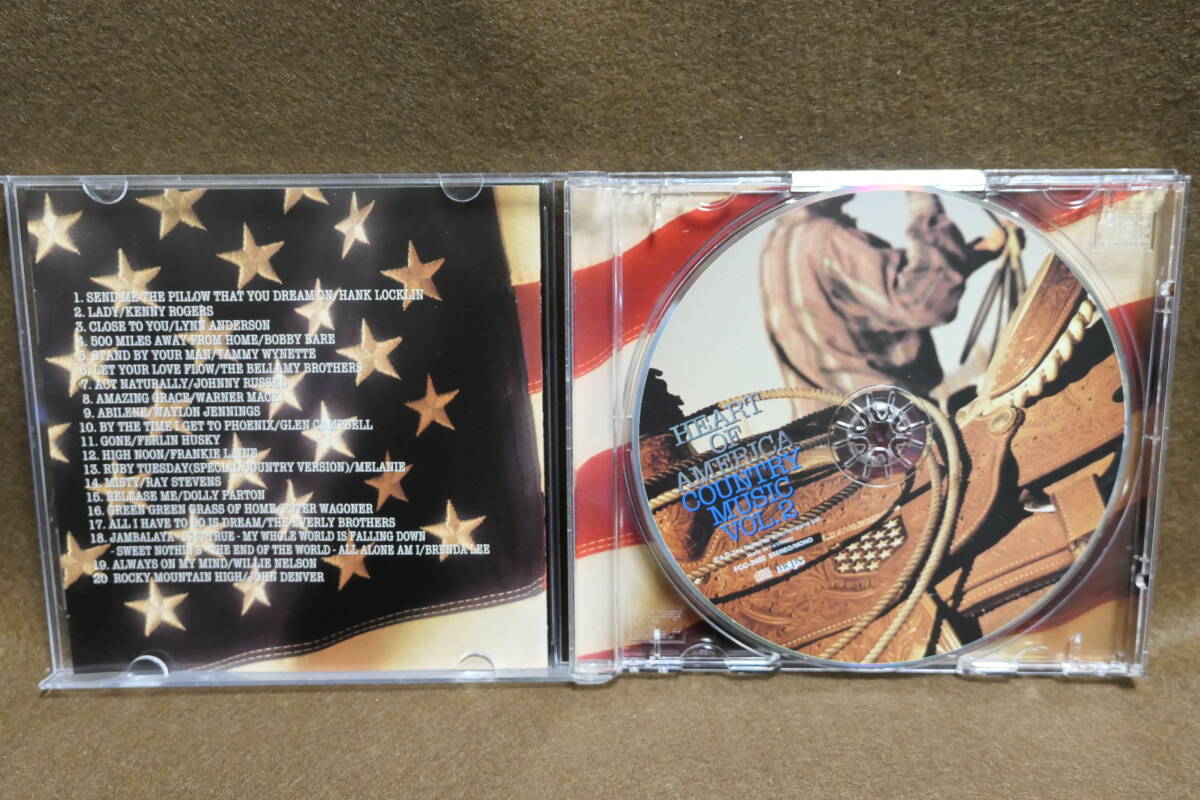 1. SEND ME THE PILLOW THAT YOU DREAM ON/HANK LOCKLIN
2. LADY/KENNY ROGERS
3. CLOSE TO YOU/LYNN ANDERSON
4. 500 MILES AWAY FROM HOME/BOBBY BARE
5. STAND BY YOUR MAN/TAMMY WYNETTE
6. LET YOUR LOVE FLOW/THE BELLAMY BROTHERS
7. ACT NATURALLY/JOHNNY RUSSEL
8. AMAZING GRACE/WARNER MACK
9. ABILENE/WAYLON JENNINGS
10. BY THE TIME I GET TO PHOENIX/GLEN CAMPBELL
11. GONE/FERLIN HUSKY
12. HIGH NOON/FRANKIE LAINE
13. RUBY TUESDAY(SPECIAL COUNTRY VERSION)/MELANIE
14. MISTY/RAY STEVENS
15. RELEASE ME/DOLLY PARTON
16. GREEN GREEN GRASS OF HOME/PORTER WAGONER
17. ALL I HAVE TO DO IS DREAM/THE EVERLY BROTHERS
18. JAMBALAYA - TRUE - MY WHOLE WORLD IS FALLING DOWN
- SWEET NOTHIN'S - THE END OF THE WORLD - ALL ALONE AM I/BRENDA LEE
19. ALWAYS ON MY MIND/WILLIE NELSON
20 ROCKY MOUNTAIN HIGH/JOHN DENVER
HEART
OF
AMERICA
COUNTRY
MUSIC
VOL. 2
STEREO/MONO